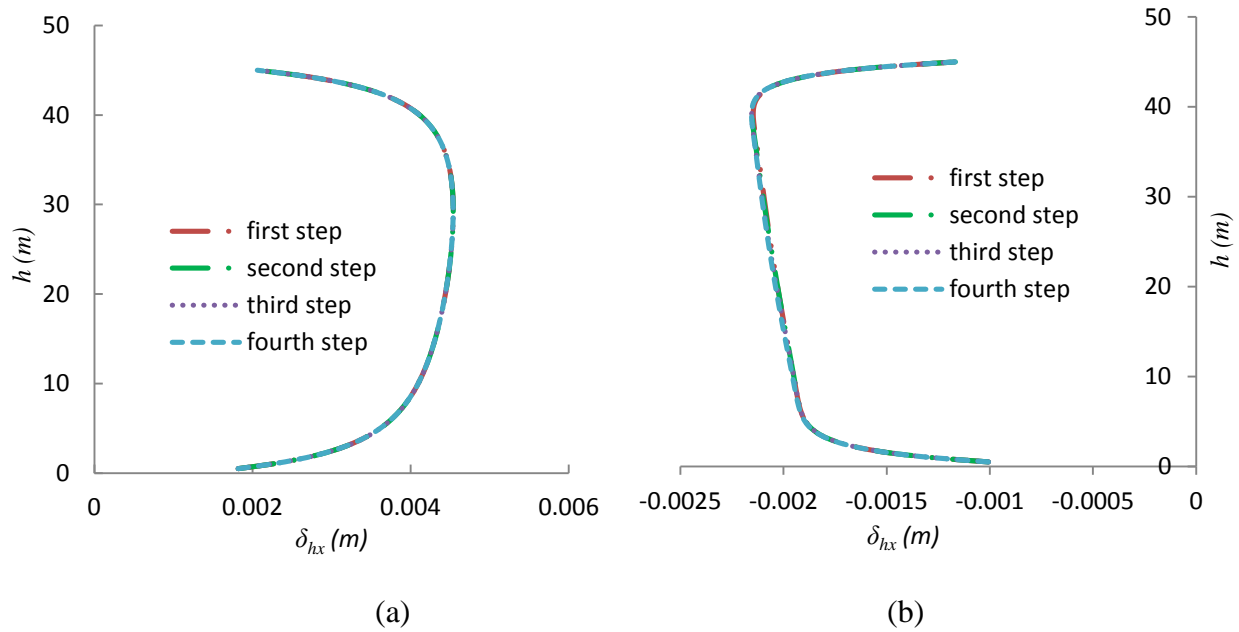 50
40
30
20
10
0
h (m)
first step
second step
third step
fourth step
0
0.002
0.004
0.006
δhx (m)
(a)
50
40
30
20
10
0
h (m)
first step
second step
third step
fourth step
-0.0025
-0.002
-0.0015
-0.001
-0.0005
0
δhx (m)
(b)